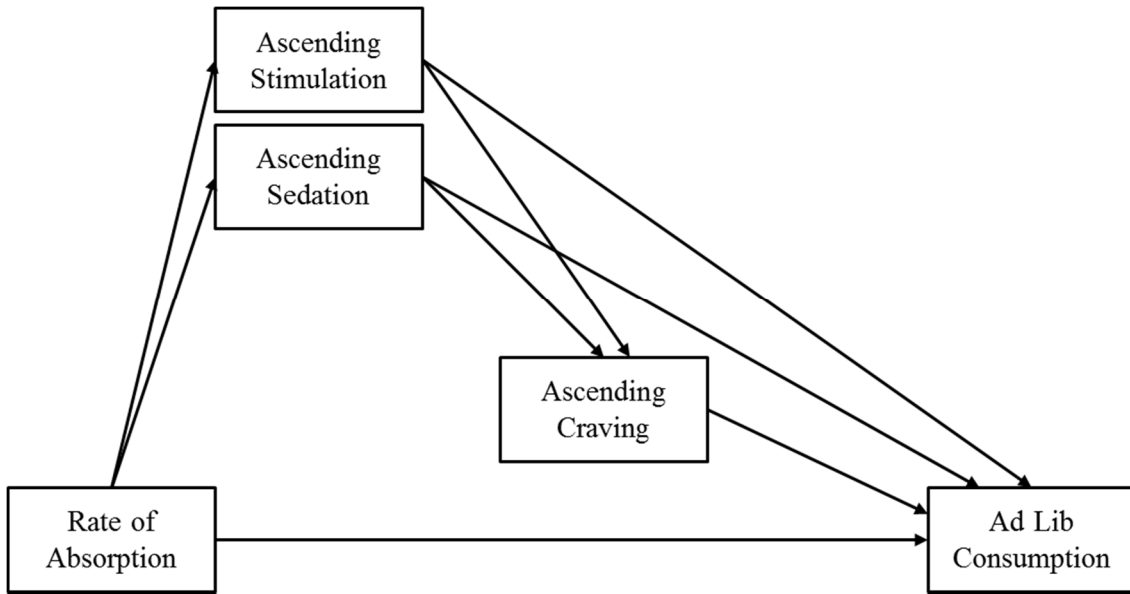 Ascending
Stimulation
Ascending
Sedation
Ascending
Craving
Rate of
Absorption
Ad Lib
Consumption